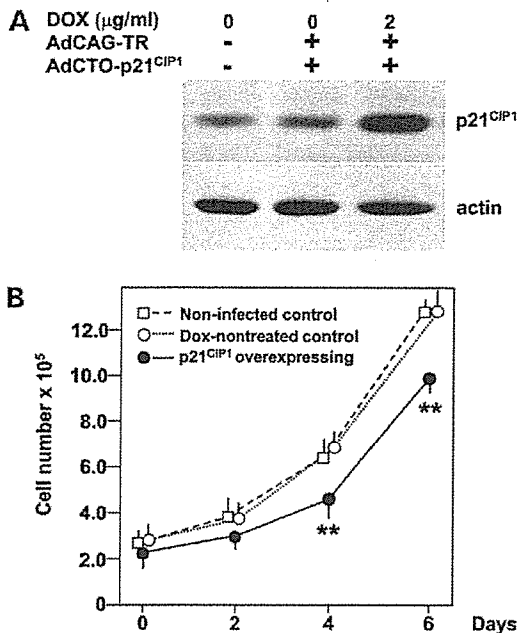 A
DOX (μg/ml) 0 0 2
AdCAG-TR - + +
AdCTO-p21CIP1 - + +
p21CIP1
actin
B
Non-infected control
Dox-nontreated control
p21CIP1 overexpressing
Cell number x 10⁵
12.0
10.0
8.0
6.0
4.0
2.0
0
**
**
0 2 4 6 Days